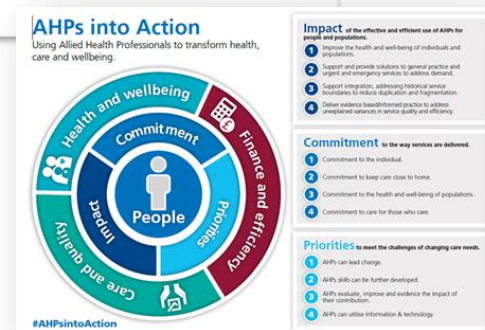 AHPs into Action
Using Allied Health Professionals to transform health,
care and wellbeing.
Health and wellbeing
Finance and efficiency
Care and quality
Commitment
Priorities
Impact
People
#AHPsintoAction
Impact of the effective and efficient use of AHPs for
people and populations.
1 Improve the health and well-being of individuals and
populations.
2 Support and provide solutions to general practice and
urgent and emergency services to address demand.
3 Support integration, addressing historical service
boundaries to reduce duplication and fragmentation.
4 Deliver evidence based/informed practice to address
unexplained variances in service quality and efficiency.
Commitment to the way services are delivered.
1 Commitment to the individual.
2 Commitment to keep care close to home.
3 Commitment to the health and well-being of populations.
4 Commitment to care for those who care.
Priorities to meet the challenges of changing care needs.
1 AHPs can lead change.
2 AHPs skills can be further developed.
3 AHPs evaluate, improve and evidence the impact of
their contribution.
4 AHPs can utilise information & technology.